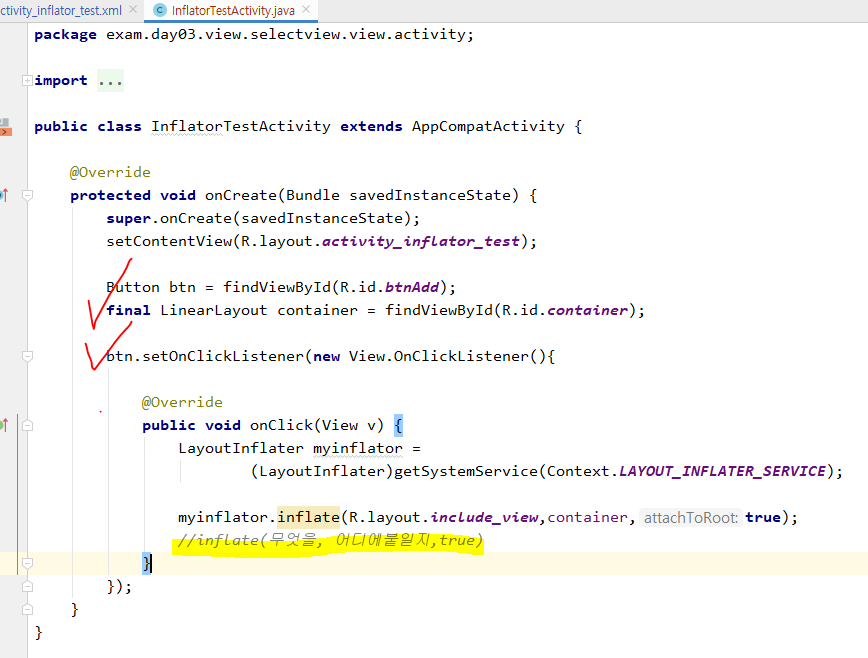 ctivity_inflator_test.xml × InflatorTestActivity.java ×
package exam.day03.view.selectview.view.activity;
import ...
public class InflatorTestActivity extends AppCompatActivity {
@Override
protected void onCreate(Bundle savedInstanceState) {
super.onCreate(savedInstanceState);
setContentView(R.layout.activity_inflator_test);
Button btn = findViewById(R.id.btnAdd);
final LinearLayout container = findViewById(R.id.container);
btn.setOnClickListener(new View.OnClickListener(){
@Override
public void onClick(View v) {
LayoutInflater myinflator =
(LayoutInflater)getSystemService(Context.LAYOUT_INFLATER_SERVICE);
myinflator.inflate(R.layout.include_view,container, attachToRoot: true);
//inflate(무엇을, 어디에붙일지,true)
}
});
}
}